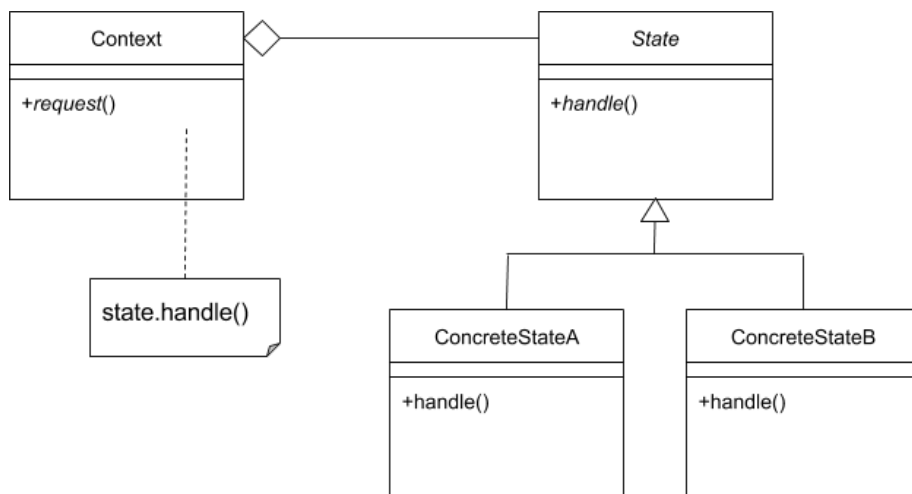 Context
State
+request()
+handle()
state.handle()
ConcreteStateA
ConcreteStateB
+handle()
+handle()